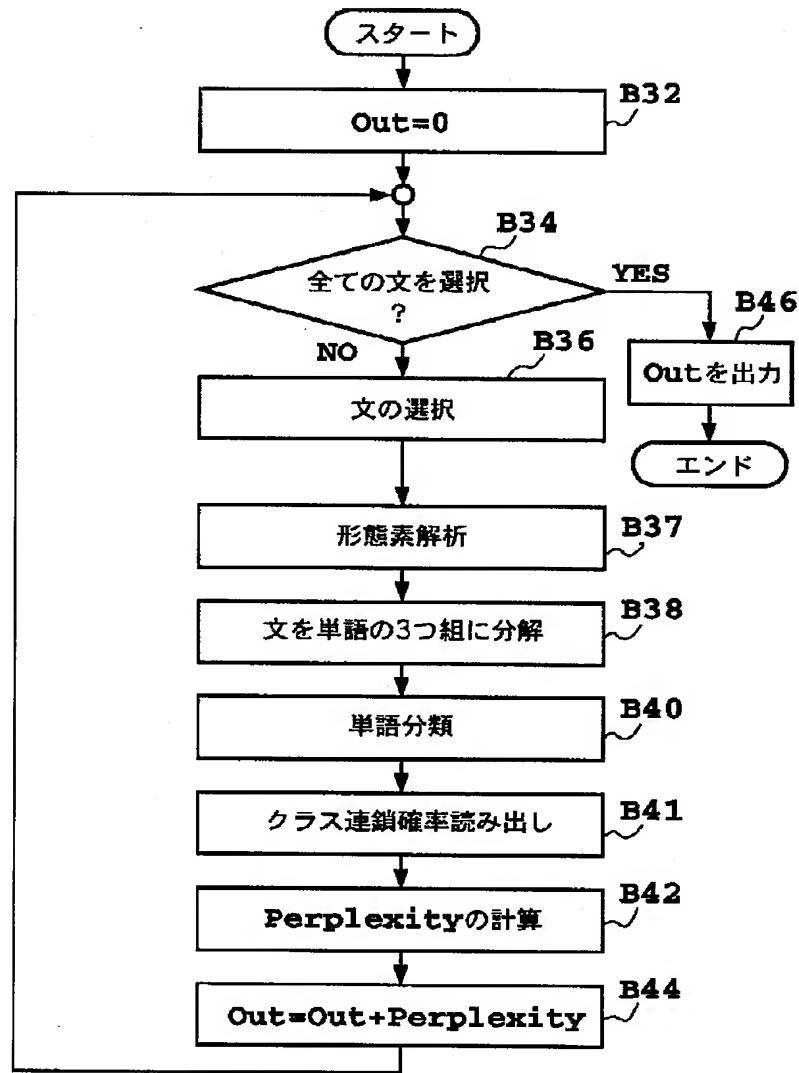 スタート
B32
Out=0
B34
全ての文を選択
?
YES
B46
Outを出力
エンド
NO
B36
文の選択
形態素解析
B37
文を単語の3つ組に分解
B38
単語分類
B40
クラス連鎖確率読み出し
B41
Perplexityの計算
B42
Out=Out+Perplexity
B44